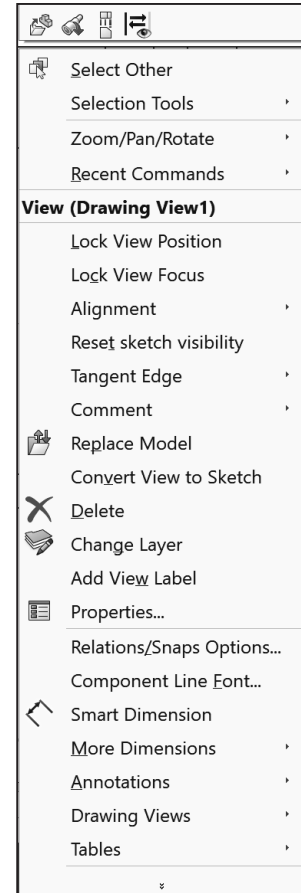 Select Other
Selection Tools
Zoom/Pan/Rotate
Recent Commands
View (Drawing View1)
Lock View Position
Lock View Focus
Alignment
Reset sketch visibility
Tangent Edge
Comment
Replace Model
Convert View to Sketch
Delete
Change Layer
Add View Label
Properties...
Relations/Snaps Options...
Component Line Font...
Smart Dimension
More Dimensions
Annotations
Drawing Views
Tables